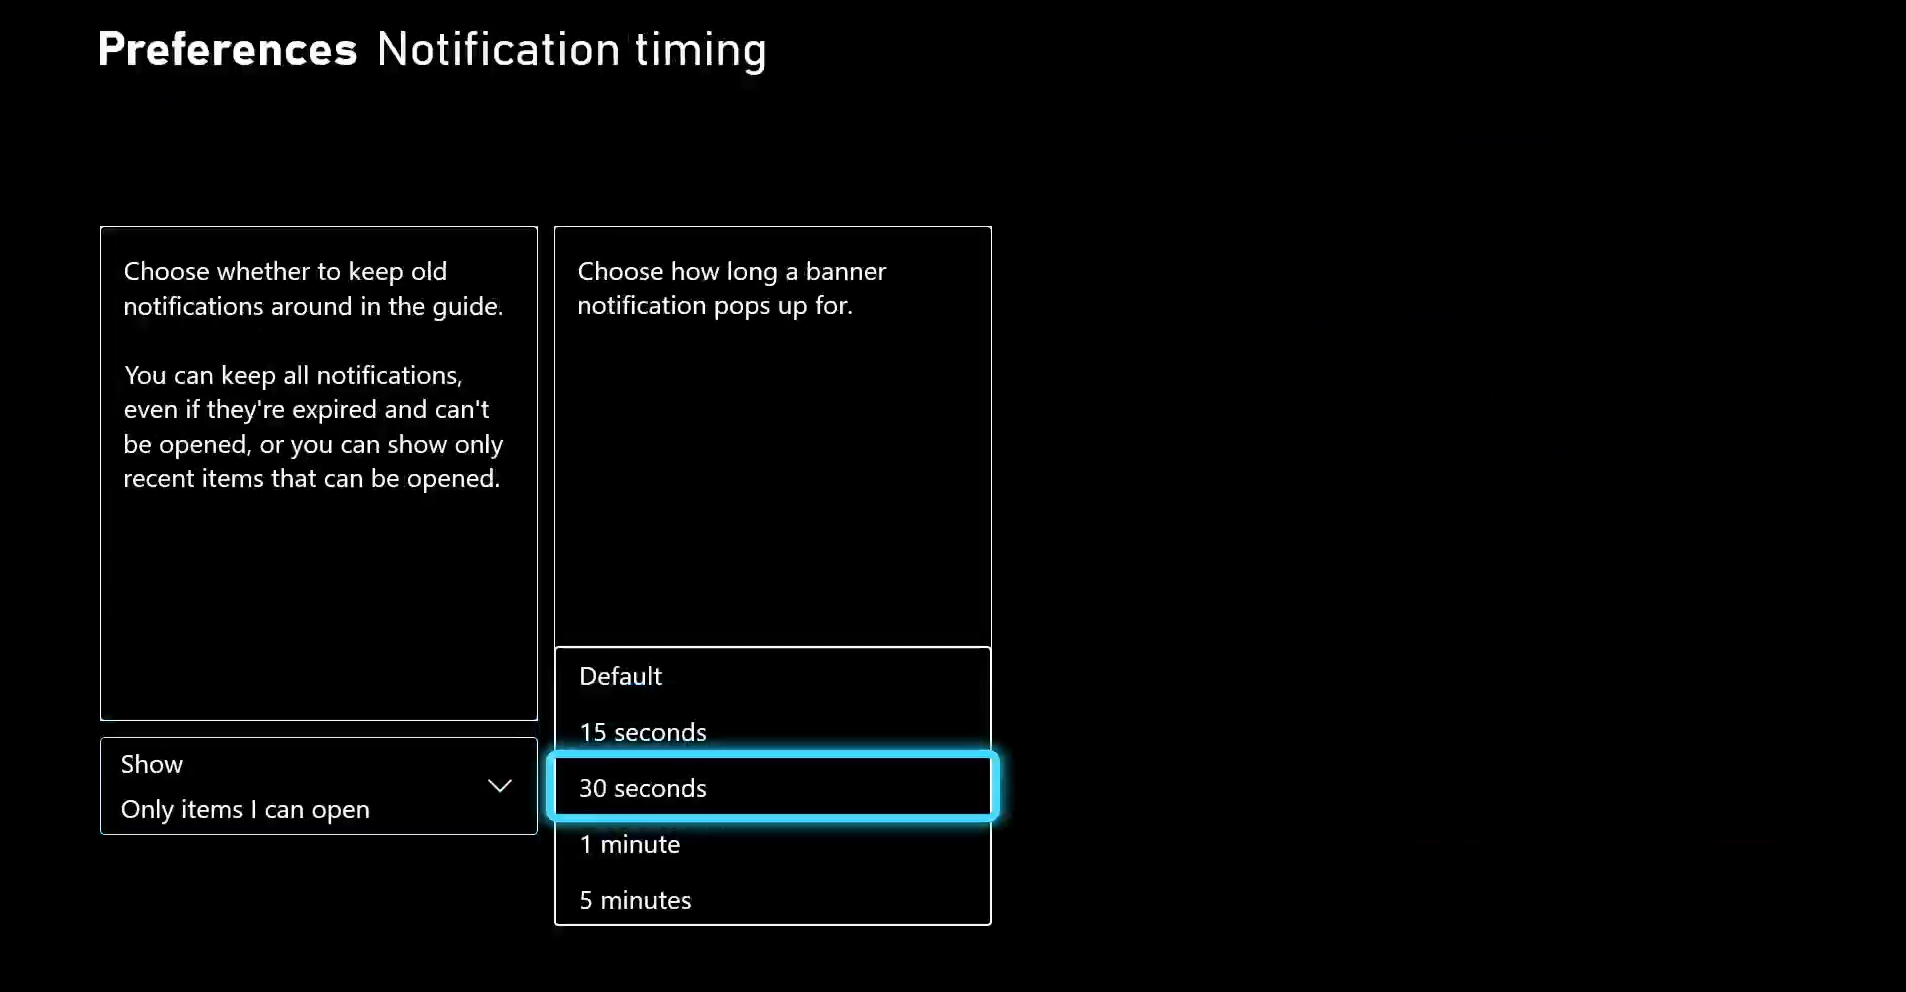 Preferences Notification timing
Choose whether to keep old
notifications around in the guide.
You can keep all notifications,
even if they're expired and can't
be opened, or you can show only
recent items that can be opened.
Show
Only items I can open
Choose how long a banner
notification pops up for.
Default
15 seconds
30 seconds
1 minute
5 minutes